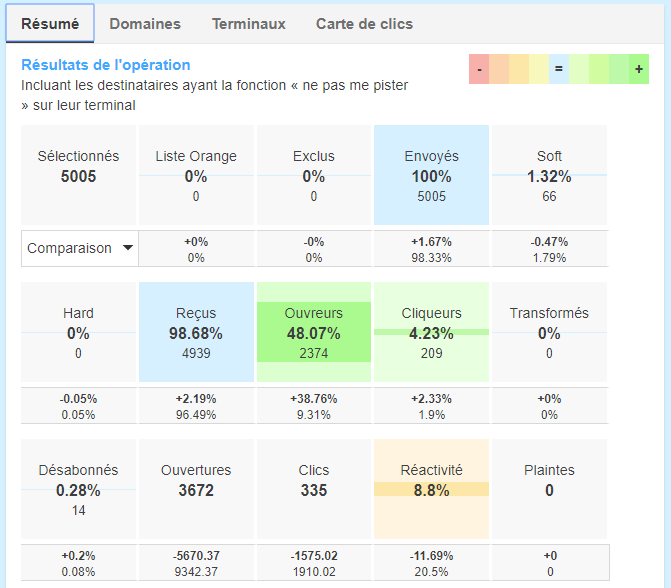 Résumé Domaines Terminaux Carte de clics
Résultats de l'opération
Incluant les destinataires ayant la fonction « ne pas me pister
» sur leur terminal
- = +
Sélectionnés Liste Orange Exclus Envoyés Soft
5005 0% 0% 100% 1.32%
0 0 5005 66
Comparaison
+0% -0% +1.67% -0.47%
0% 0% 98.33% 1.79%
Hard Reçus Ouvreurs Cliqueurs Transformés
0% 98.68% 48.07% 4.23% 0%
0 4939 2374 209 0
-0.05% +2.19% +38.76% +2.33% +0%
0.05% 96.49% 9.31% 1.9% 0%
Désabonnés Ouvertures Clics Réactivité Plaintes
0.28% 3672 335 8.8% 0
14
+0.2% -5670.37 -1575.02 -11.69% +0
0.08% 9342.37 1910.02 20.5% 0